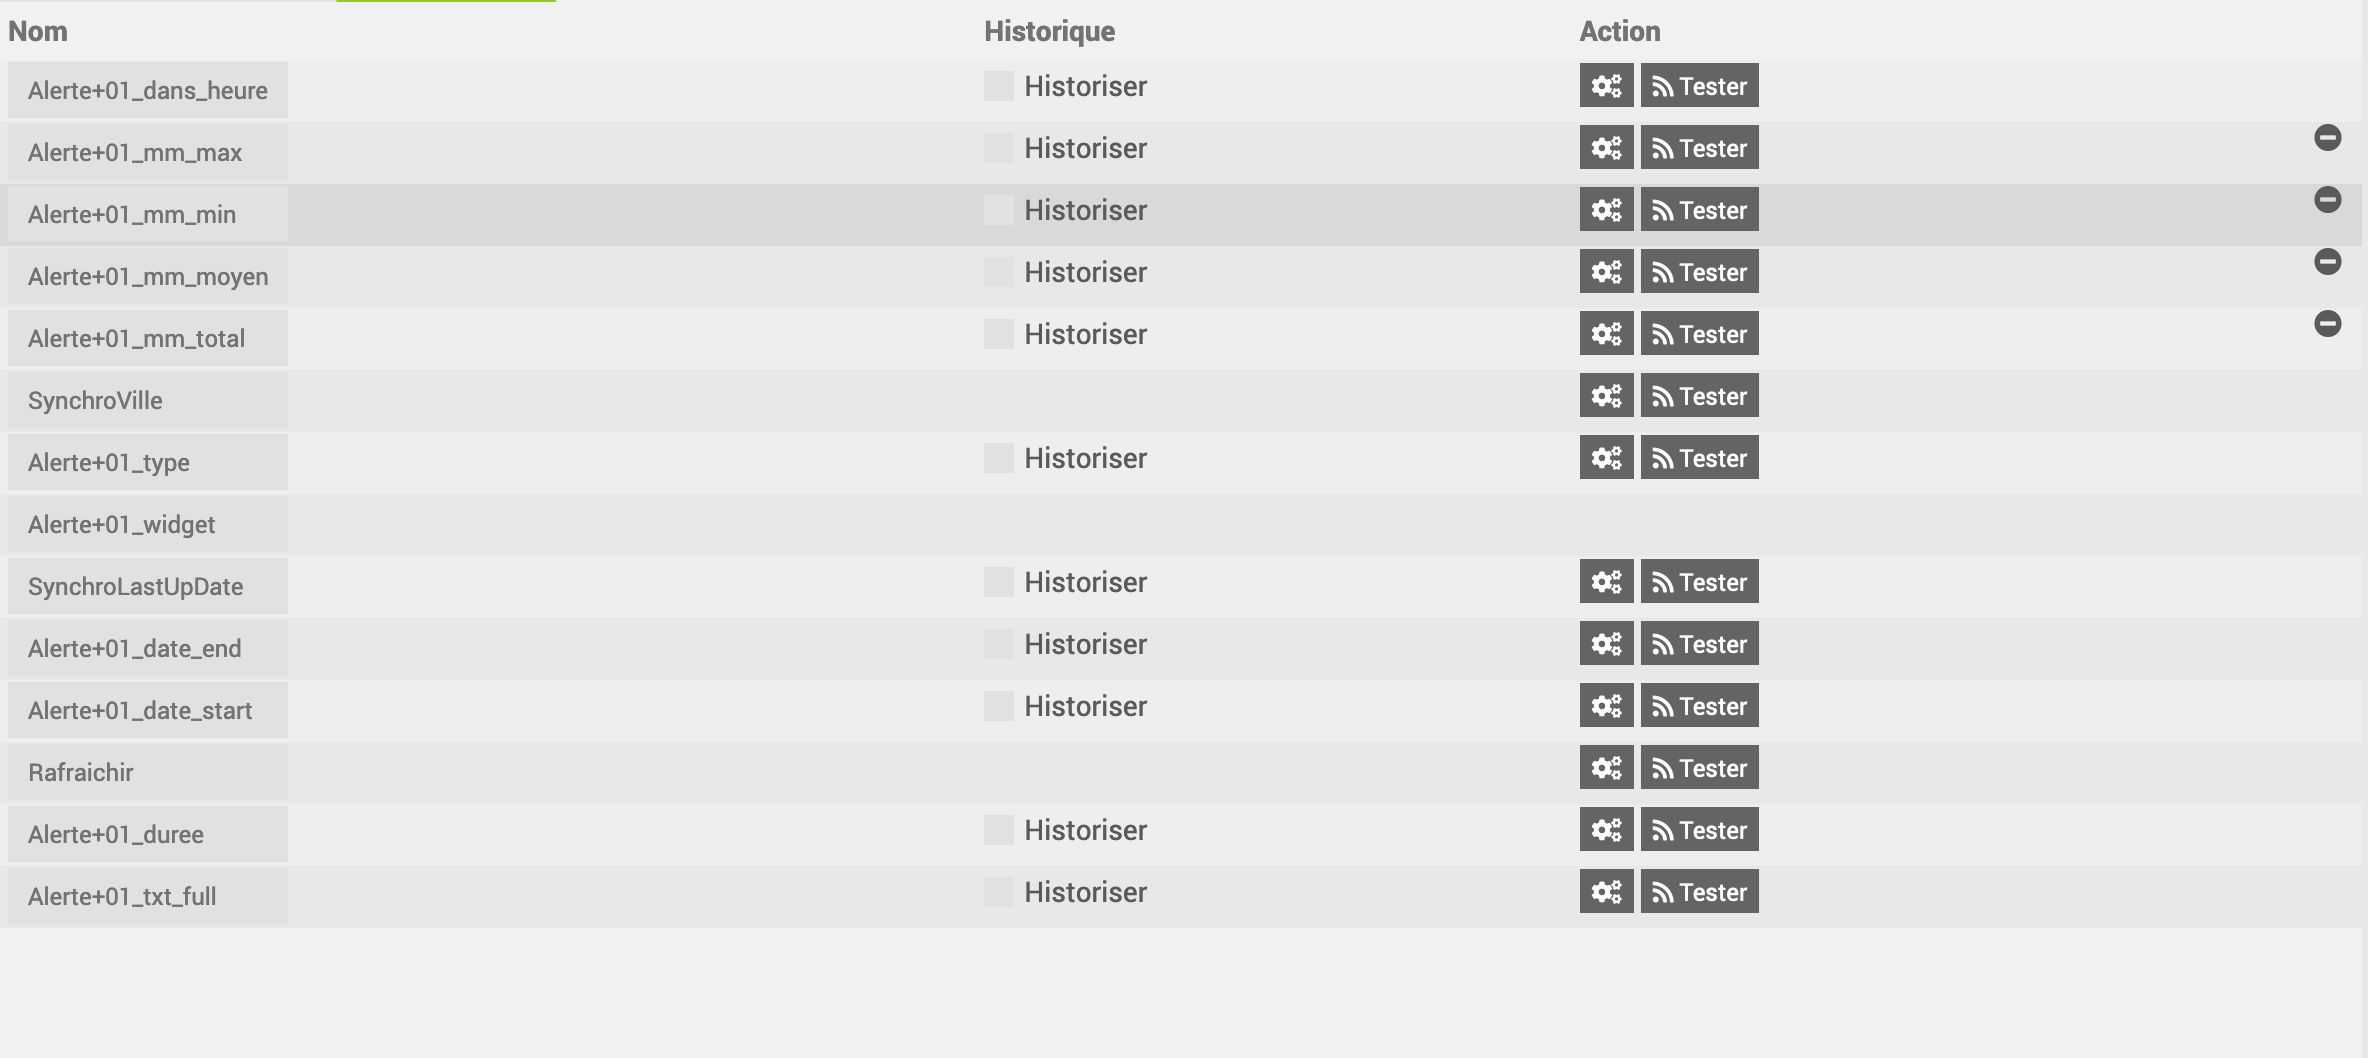 Nom Historique Action
Alerte+01_dans_heure Historiser Tester
Alerte+01_mm_max Historiser Tester
Alerte+01_mm_min Historiser Tester
Alerte+01_mm_moyen Historiser Tester
Alerte+01_mm_total Historiser Tester
SynchroVille Tester
Alerte+01_type Historiser Tester
Alerte+01_widget
SynchroLastUpDate Historiser Tester
Alerte+01_date_end Historiser Tester
Alerte+01_date_start Historiser Tester
Rafraichir Tester
Alerte+01_duree Historiser Tester
Alerte+01_txt_full Historiser Tester